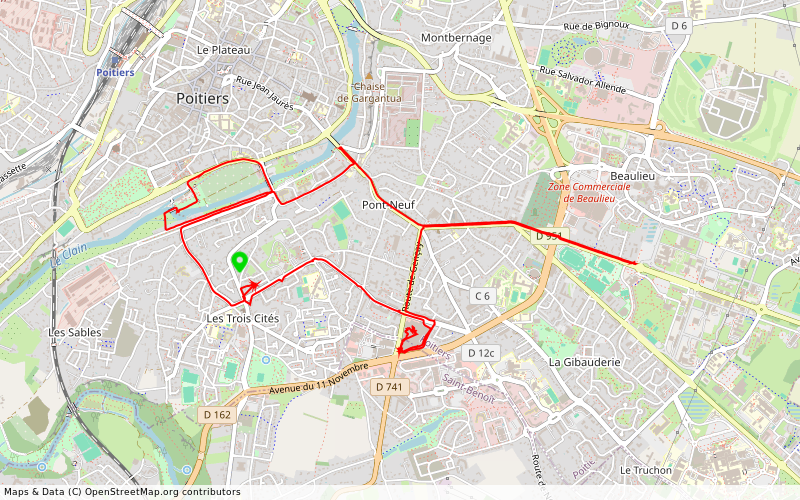 Montbernage
Rue de Bignoux
D 6
Le Plateau
Poitiers
Rue Jean Jaurès
Chaise
de Gargantua
Rue Salvador Allende
Poitiers
Beaulieu
Zone Commerciale
de Beaulieu
Pont-Neuf
D 951
Le Clain
Route de Gençay
C 6
Les Trois Cités
Les Sables
Poitiers
D 12c
La Gibauderie
Avenue du 11 Novembre
D 741
Saint-Benoît
D 162
Route de
Poitie
Le Truchon
Maps & Data (C) OpenStreetMap.org contributors